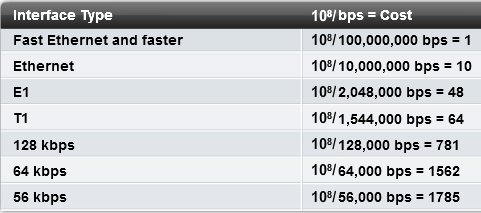 Interface Type 10⁸/bps = Cost
Fast Ethernet and faster 10⁸/100,000,000 bps = 1
Ethernet 10⁸/10,000,000 bps = 10
E1 10⁸/2,048,000 bps = 48
T1 10⁸/1,544,000 bps = 64
128 kbps 10⁸/128,000 bps = 781
64 kbps 10⁸/64,000 bps = 1562
56 kbps 10⁸/56,000 bps = 1785